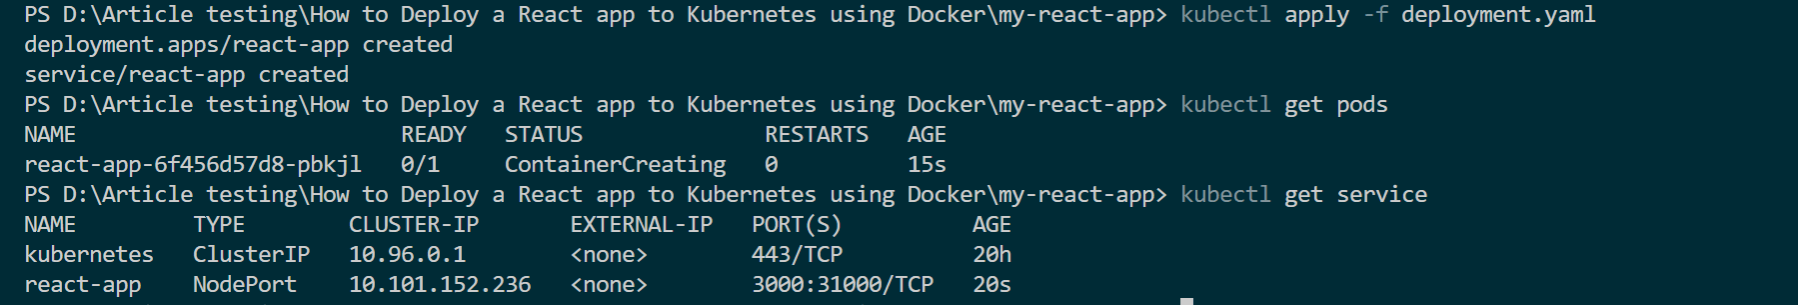 PS D:\Article testing\How to Deploy a React app to Kubernetes using Docker\my-react-app> kubectl apply -f deployment.yaml
deployment.apps/react-app created
service/react-app created
PS D:\Article testing\How to Deploy a React app to Kubernetes using Docker\my-react-app> kubectl get pods
NAME                         READY   STATUS              RESTARTS   AGE
react-app-6f456d57d8-pbkjl   0/1     ContainerCreating   0          15s
PS D:\Article testing\How to Deploy a React app to Kubernetes using Docker\my-react-app> kubectl get service
NAME         TYPE        CLUSTER-IP       EXTERNAL-IP   PORT(S)          AGE
kubernetes   ClusterIP   10.96.0.1        <none>        443/TCP          20h
react-app    NodePort    10.101.152.236   <none>        3000:31000/TCP   20s